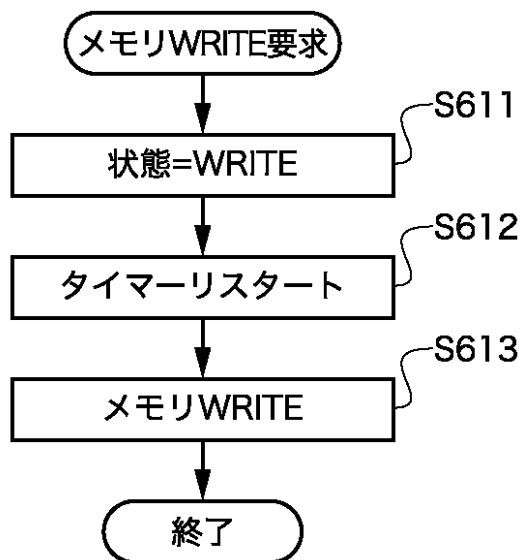 メモリWRITE要求
S611
状態=WRITE
S612
タイマーリスタート
S613
メモリWRITE
終了